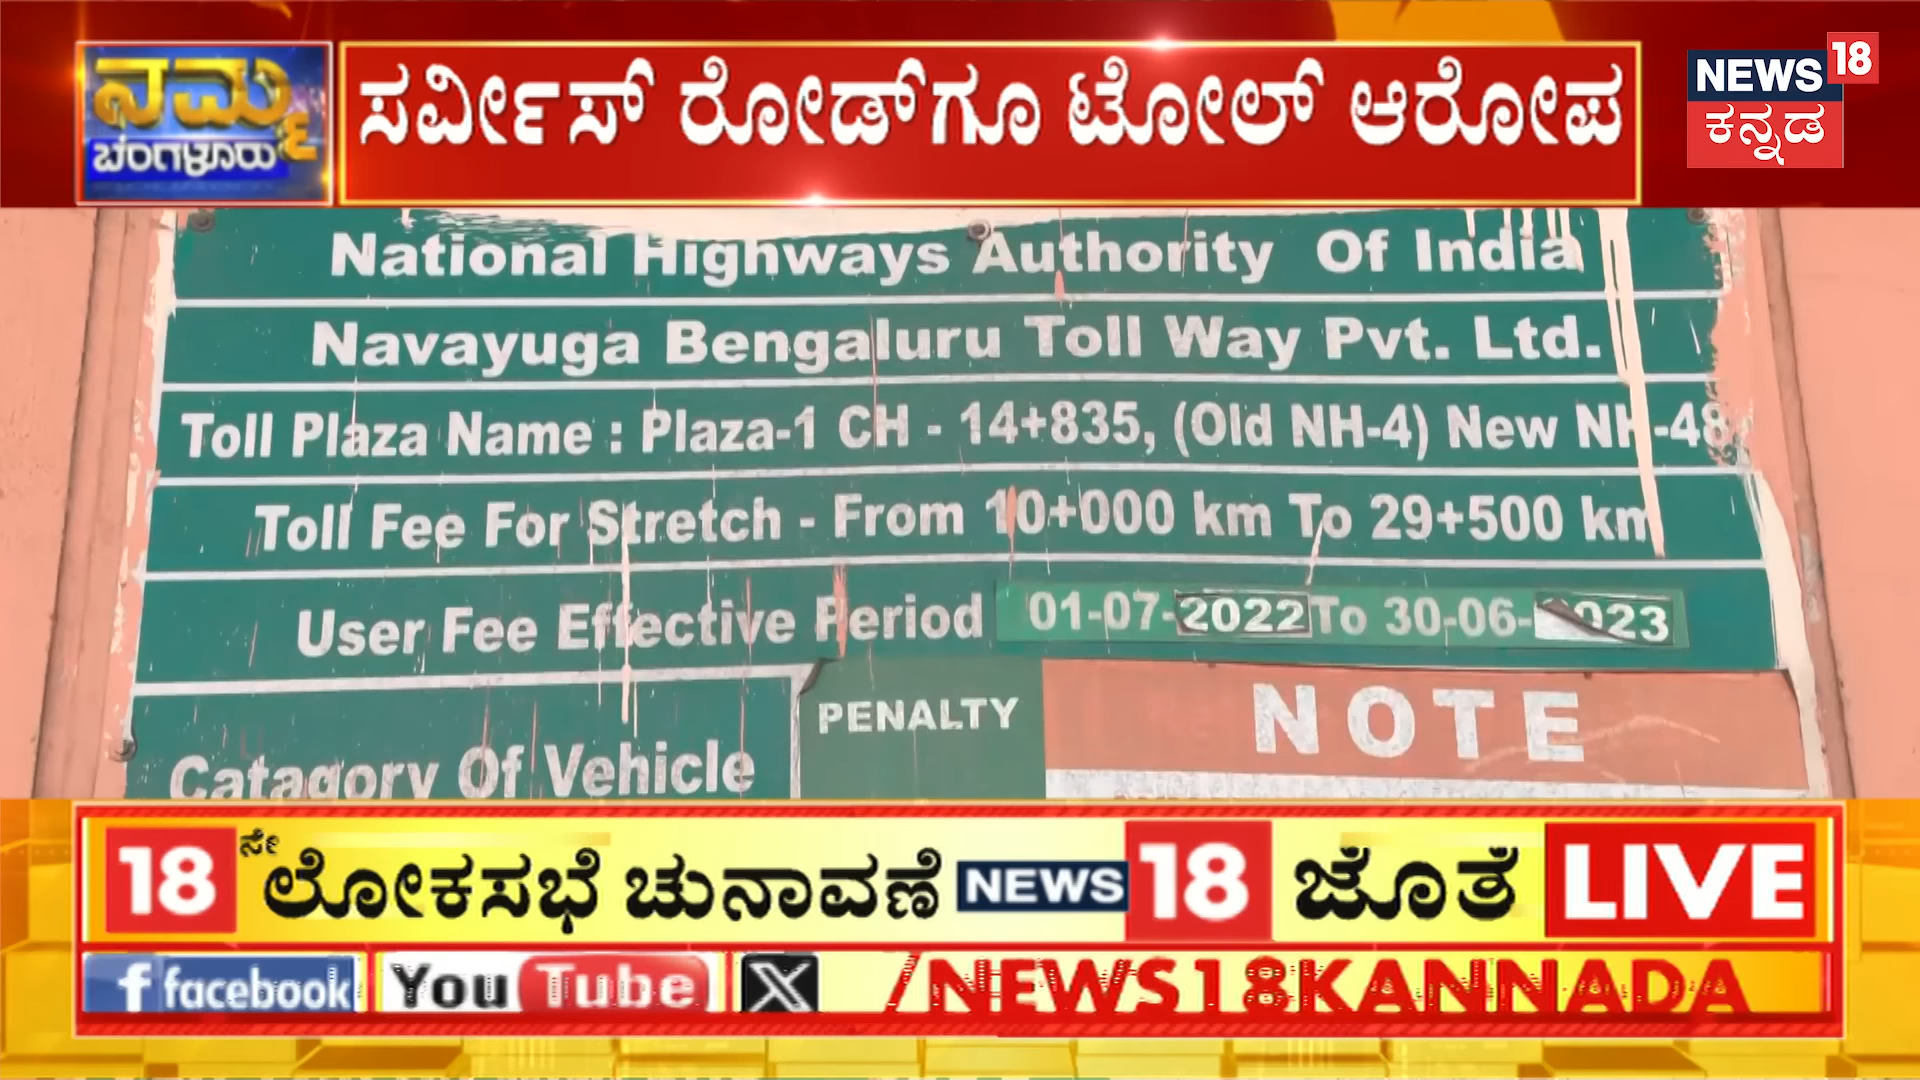 ನಮ್ಮ
ಬೆಂಗಳೂರು
ಸರ್ವೀಸ್ ರೋಡ್‌ಗೂ ಟೋಲ್ ಆರೋಪ
NEWS 18
ಕನ್ನಡ
National Highways Authority Of India
Navayuga Bengaluru Toll Way Pvt. Ltd.
Toll Plaza Name : Plaza-1 CH - 14+835, (Old NH-4) New NH-48
Toll Fee For Stretch - From 10+000 km To 29+500 km
User Fee Effective Period 01-07-2022 To 30-06-2023
Catagory Of Vehicle
PENALTY
NOTE
18ನೇ ಲೋಕಸಭೆ ಚುನಾವಣೆ NEWS 18 ಜೊತೆ LIVE
f facebook YouTube X /NEWS18KANNADA